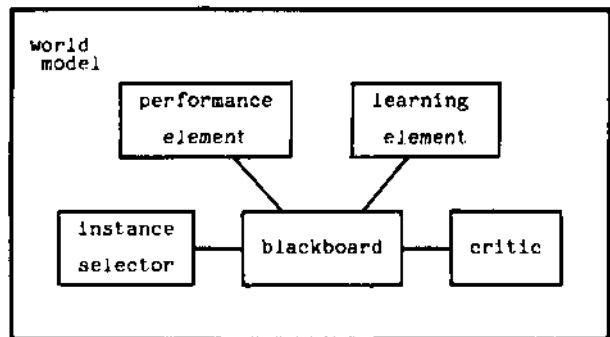 world
model
performance
element
learning
element
instance
selector
blackboard
critic